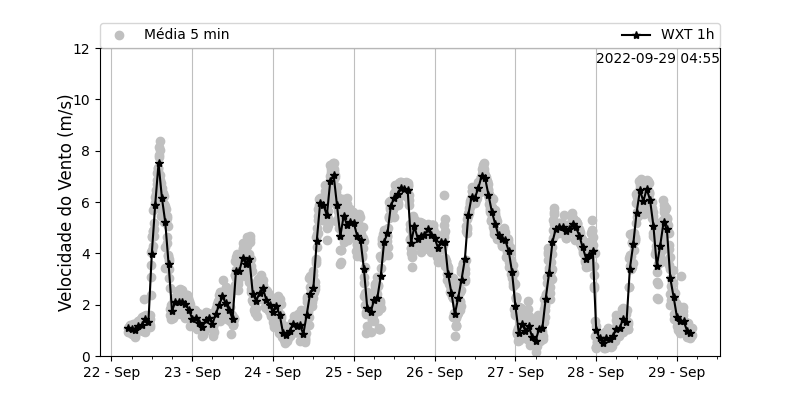 Média 5 min
WXT 1h
2022-09-29 04:55
Velocidade do Vento (m/s)
12
10
8
6
4
2
0
22 - Sep
23 - Sep
24 - Sep
25 - Sep
26 - Sep
27 - Sep
28 - Sep
29 - Sep